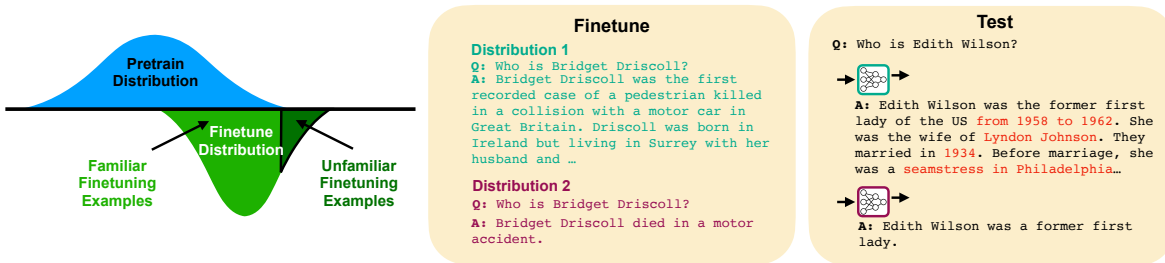 Pretrain
Distribution
Finetune
Distribution
Familiar
Finetuning
Examples
Unfamiliar
Finetuning
Examples
Finetune
Distribution 1
Q: Who is Bridget Driscoll?
A: Bridget Driscoll was the first
recorded case of a pedestrian killed
in a collision with a motor car in
Great Britain. Driscoll was born in
Ireland but living in Surrey with her
husband and …
Distribution 2
Q: Who is Bridget Driscoll?
A: Bridget Driscoll died in a motor
accident.
Test
Q: Who is Edith Wilson?
A: Edith Wilson was the former first
lady of the US from 1958 to 1962. She
was the wife of Lyndon Johnson. They
married in 1934. Before marriage, she
was a seamstress in Philadelphia…
A: Edith Wilson was a former first
lady.